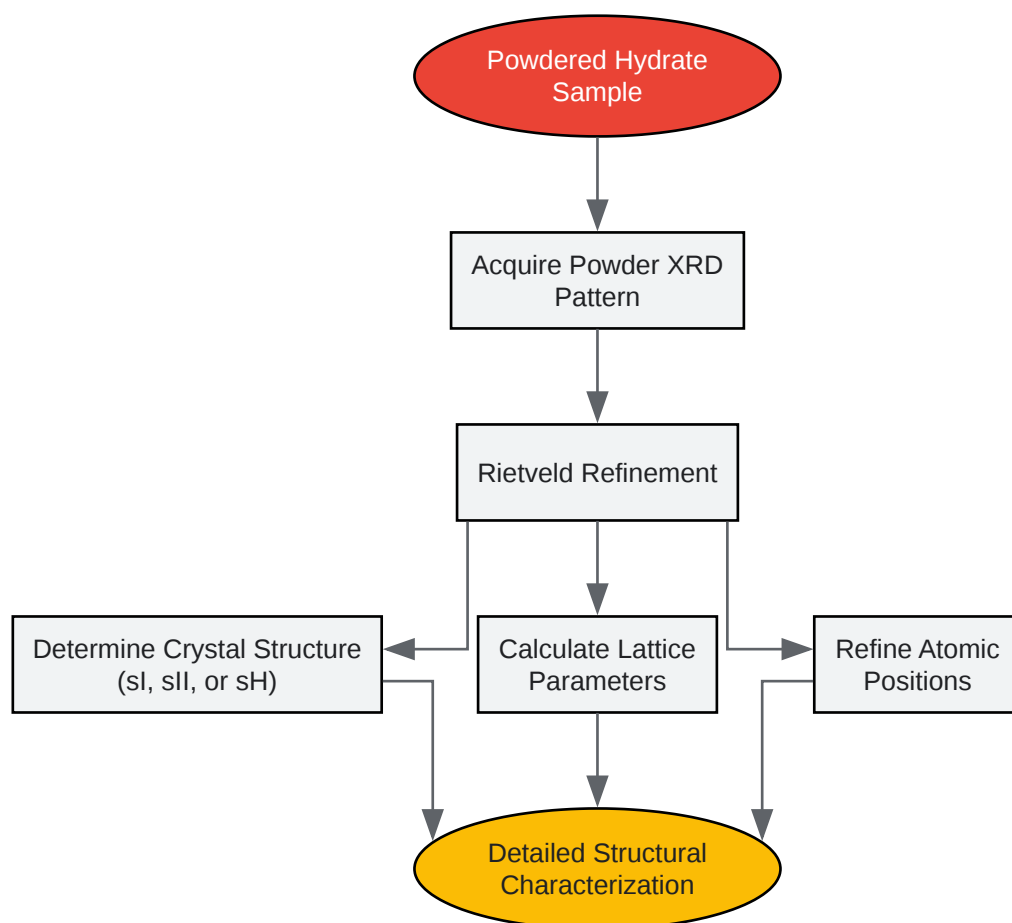 Powdered Hydrate
Sample
Acquire Powder XRD
Pattern
Rietveld Refinement
Determine Crystal Structure
(sI, sII, or sH)
Calculate Lattice
Parameters
Refine Atomic
Positions
Detailed Structural
Characterization